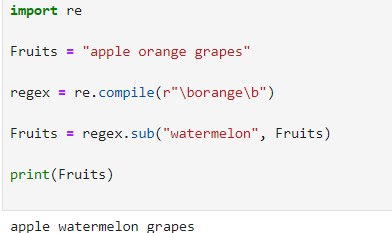 import re
Fruits = "apple orange grapes"
regex = re.compile(r"\borange\b")
Fruits = regex.sub("watermelon", Fruits)
print(Fruits)
apple watermelon grapes